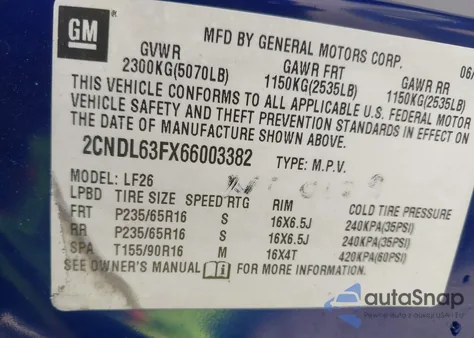 GM
MFD BY GENERAL MOTORS CORP.
06/
GVWR GAWR FRT GAWR RR
2300KG(5070LB) 1150KG(2535LB) 1150KG(2535LB)
THIS VEHICLE CONFORMS TO ALL APPLICABLE U.S. FEDERAL MOTOR
VEHICLE SAFETY AND THEFT PREVENTION STANDARDS IN EFFECT ON
THE DATE OF MANUFACTURE SHOWN ABOVE.
2CNDL63FX66003382 TYPE: M.P.V.
MODEL: LF26
LPBD TIRE SIZE SPEED RTG RIM COLD TIRE PRESSURE
FRT P235/65R16 S 16X6.5J 240KPA(35PSI)
RR P235/65R16 S 16X6.5J 240KPA(35PSI)
SPA T155/90R16 M 16X4T 420KPA(60PSI)
SEE OWNER'S MANUAL FOR MORE INFORMATION.
autaSnap